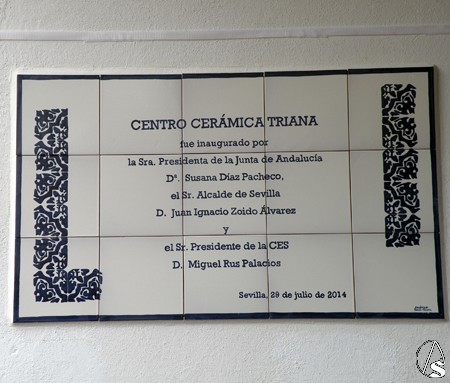 CENTRO CERÁMICA TRIANA
fue inaugurado por
la Sra. Presidenta de la Junta de Andalucía
Dª. Susana Díaz Pacheco,
el Sr. Alcalde de Sevilla
D. Juan Ignacio Zoido Álvarez
y
el Sr. Presidente de la CES
D. Miguel Rus Palacios
Sevilla, 29 de julio de 2014